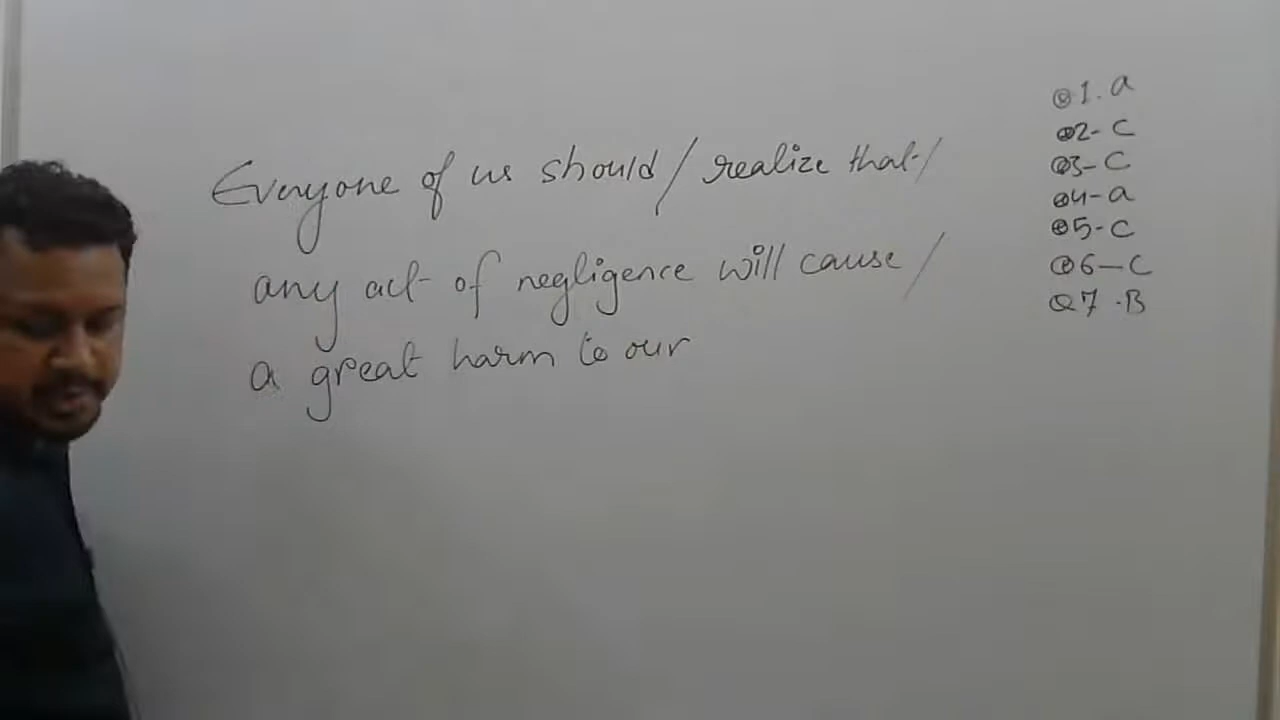 Everyone of us should / realize that /
any act of negligence will cause /
a great harm to our
Q1. a
Q2- C
Q3- C
Q4- a
Q5- C
Q6- C
Q7 .B